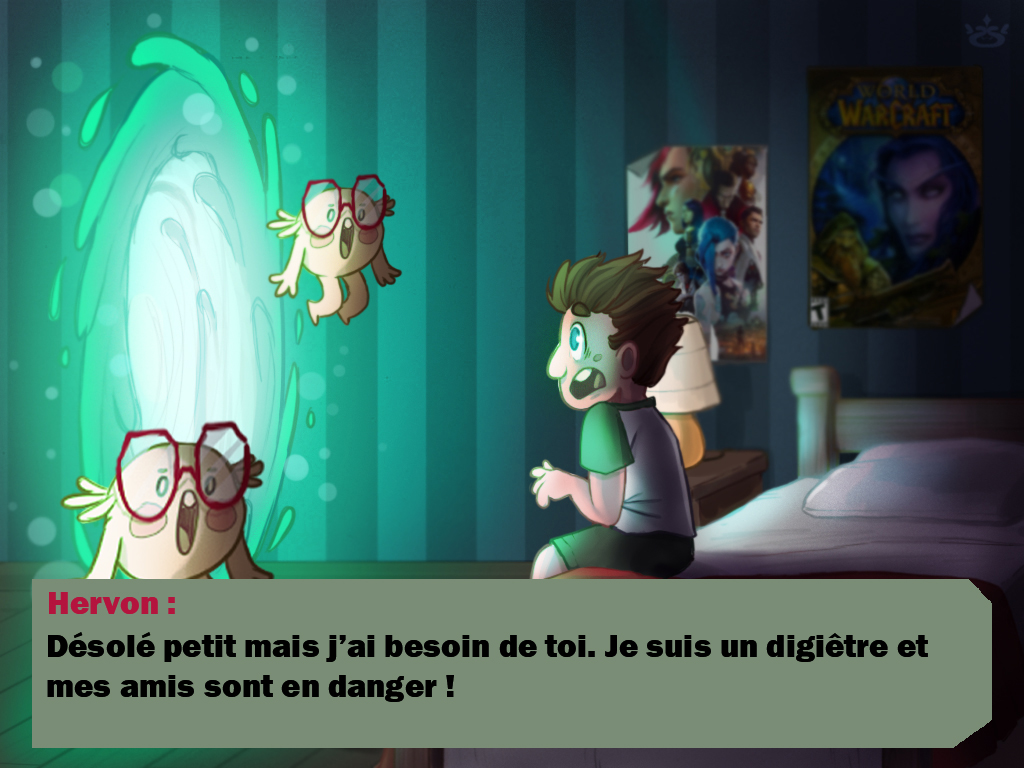 WORLD
WARCRAFT
T
Hervon :
Désolé petit mais j'ai besoin de toi. Je suis un digiêtre et
mes amis sont en danger !